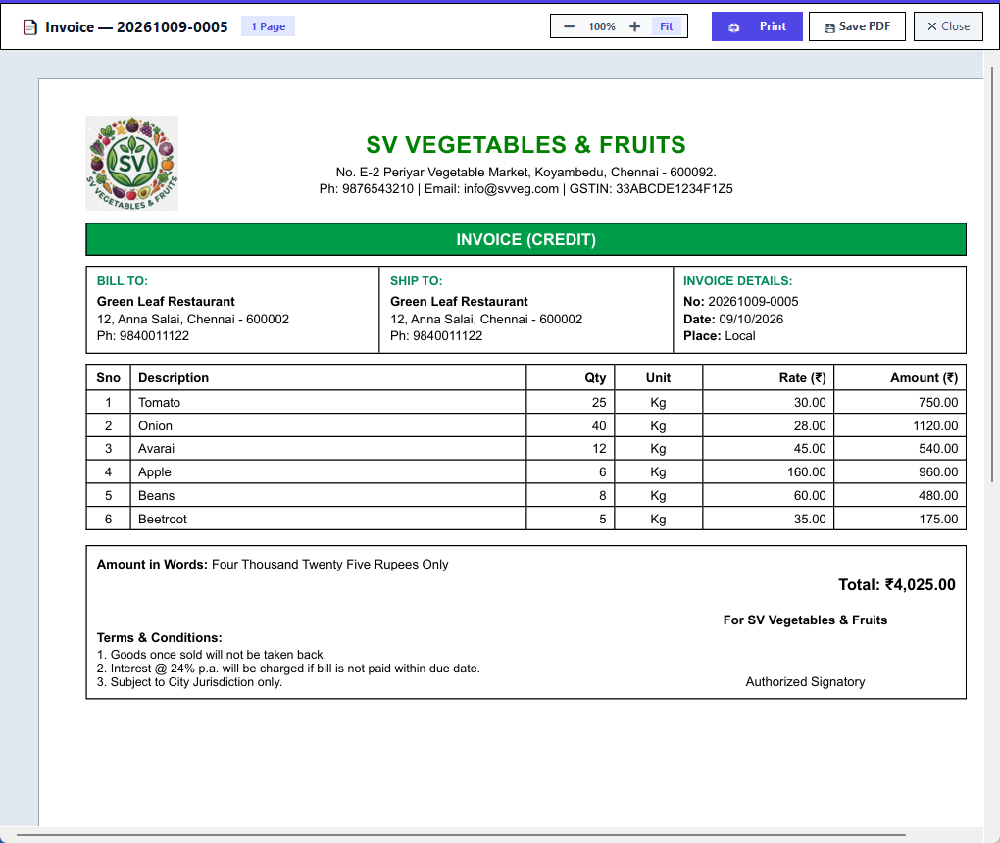 Invoice — 20261009-0005 1 Page 100% Fit Print Save PDF Close
SV
SV VEGETABLES & FRUITS
SV VEGETABLES & FRUITS
No. E-2 Periyar Vegetable Market, Koyambedu, Chennai - 600092.
Ph: 9876543210 | Email: info@svveg.com | GSTIN: 33ABCDE1234F1Z5
INVOICE (CREDIT)
BILL TO:
Green Leaf Restaurant
12, Anna Salai, Chennai - 600002
Ph: 9840011122
SHIP TO:
Green Leaf Restaurant
12, Anna Salai, Chennai - 600002
Ph: 9840011122
INVOICE DETAILS:
No: 20261009-0005
Date: 09/10/2026
Place: Local
Sno Description Qty Unit Rate (₹) Amount (₹)
1 Tomato 25 Kg 30.00 750.00
2 Onion 40 Kg 28.00 1120.00
3 Avarai 12 Kg 45.00 540.00
4 Apple 6 Kg 160.00 960.00
5 Beans 8 Kg 60.00 480.00
6 Beetroot 5 Kg 35.00 175.00
Amount in Words: Four Thousand Twenty Five Rupees Only
Total: ₹4,025.00
For SV Vegetables & Fruits
Terms & Conditions:
1. Goods once sold will not be taken back.
2. Interest @ 24% p.a. will be charged if bill is not paid within due date.
3. Subject to City Jurisdiction only.
Authorized Signatory